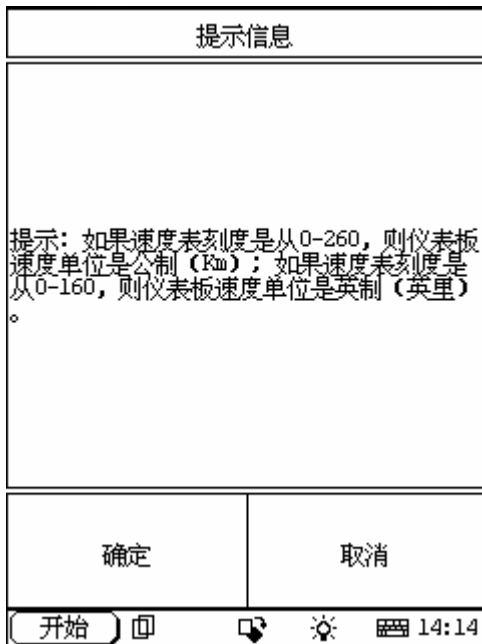 提示信息
提示：如果速度表刻度是从0-260，则仪表板
速度单位是公制（Km）；如果速度表刻度是
从0-160，则仪表板速度单位是英制（英里）
。
确定
取消
开始
14:14